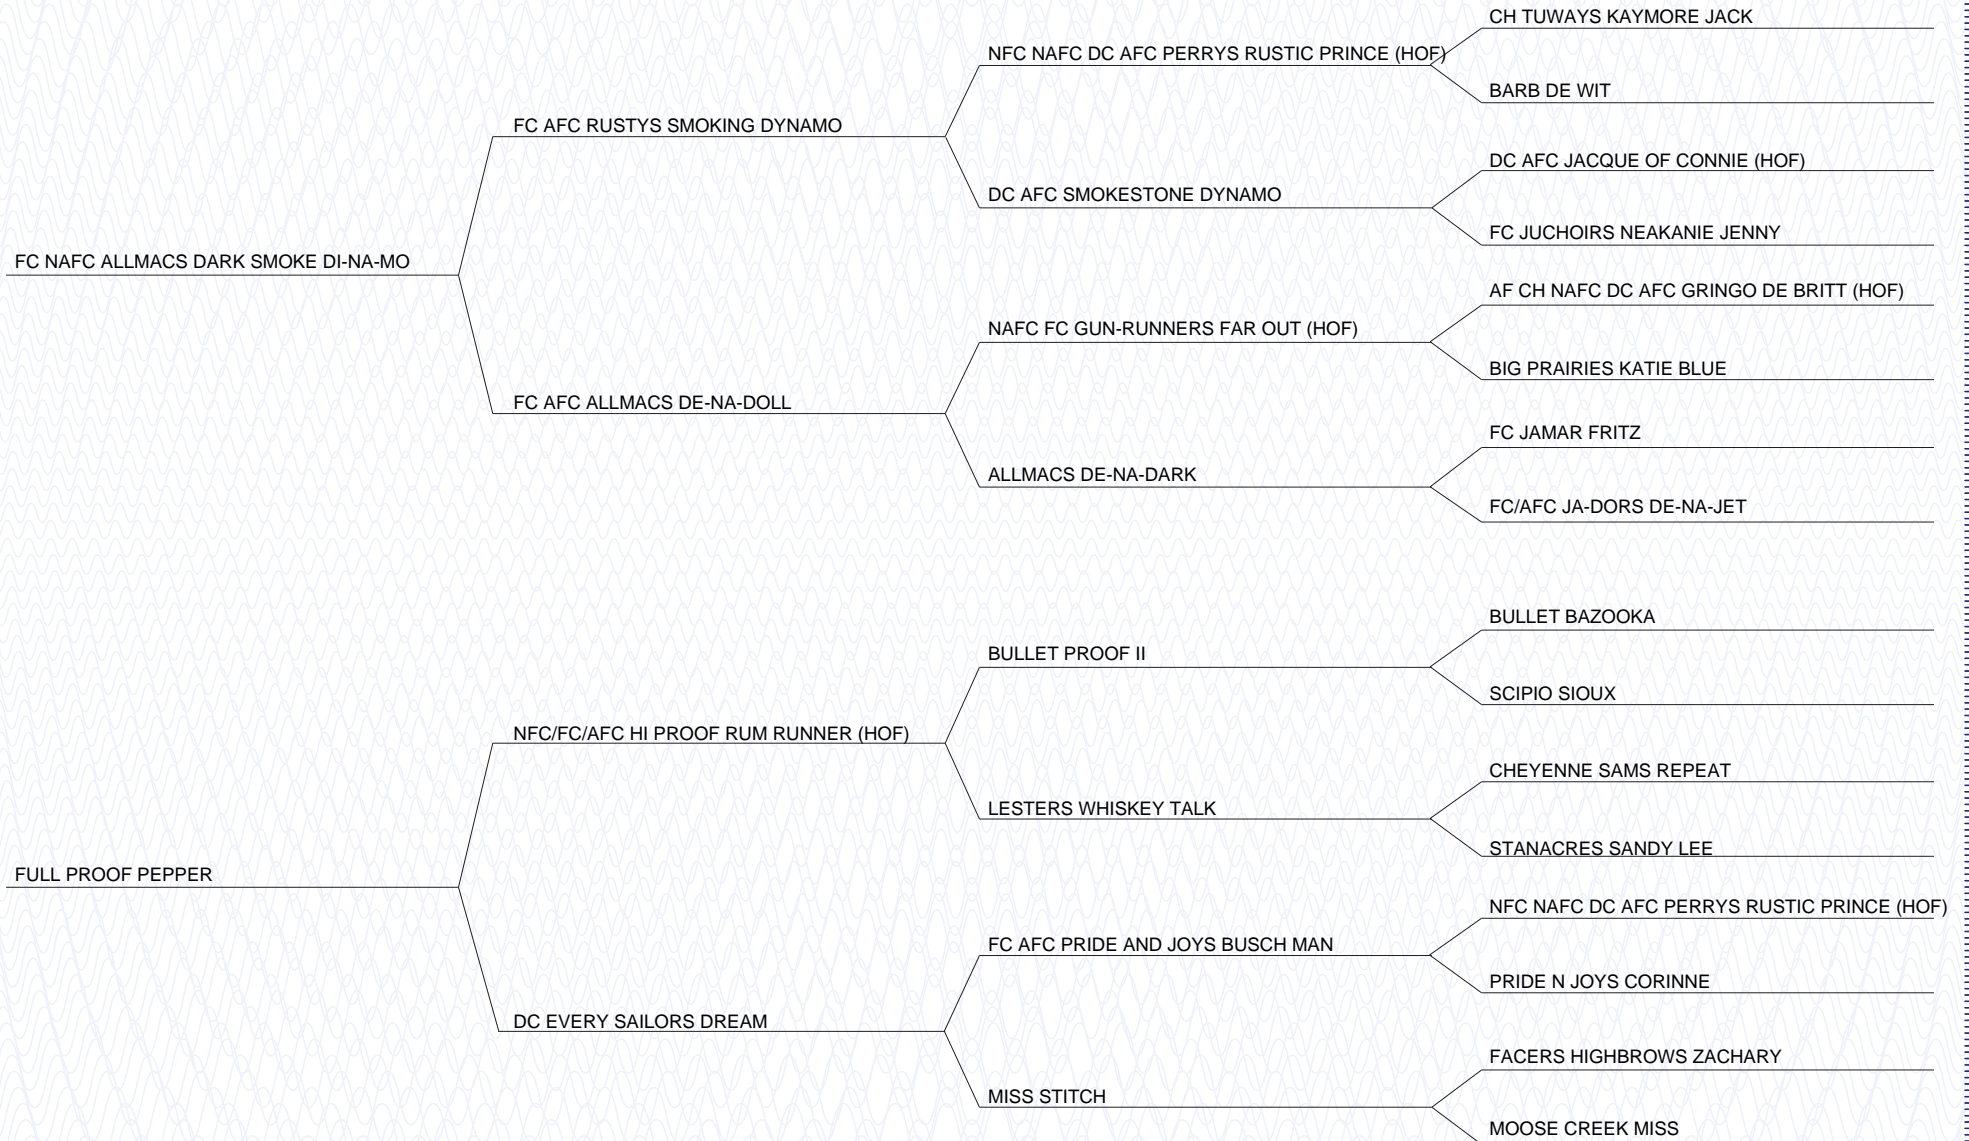 CH TUWAYS KAYMORE JACK
NFC NAFC DC AFC PERRYS RUSTIC PRINCE (HOF)
BARB DE WIT
FC AFC RUSTYS SMOKING DYNAMO
DC AFC JACQUE OF CONNIE (HOF)
DC AFC SMOKESTONE DYNAMO
FC JUCHOIRS NEAKANIE JENNY
FC NAFC ALLMACS DARK SMOKE DI-NA-MO
AF CH NAFC DC AFC GRINGO DE BRITT (HOF)
NAFC FC GUN-RUNNERS FAR OUT (HOF)
BIG PRAIRIES KATIE BLUE
FC AFC ALLMACS DE-NA-DOLL
FC JAMAR FRITZ
ALLMACS DE-NA-DARK
FC/AFC JA-DORS DE-NA-JET
BULLET BAZOOKA
BULLET PROOF II
SCIPIO SIOUX
NFC/FC/AFC HI PROOF RUM RUNNER (HOF)
CHEYENNE SAMS REPEAT
LESTERS WHISKEY TALK
STANACRES SANDY LEE
FULL PROOF PEPPER
NFC NAFC DC AFC PERRYS RUSTIC PRINCE (HOF)
FC AFC PRIDE AND JOYS BUSCH MAN
PRIDE N JOYS CORINNE
DC EVERY SAILORS DREAM
FACERS HIGHBROWS ZACHARY
MISS STITCH
MOOSE CREEK MISS